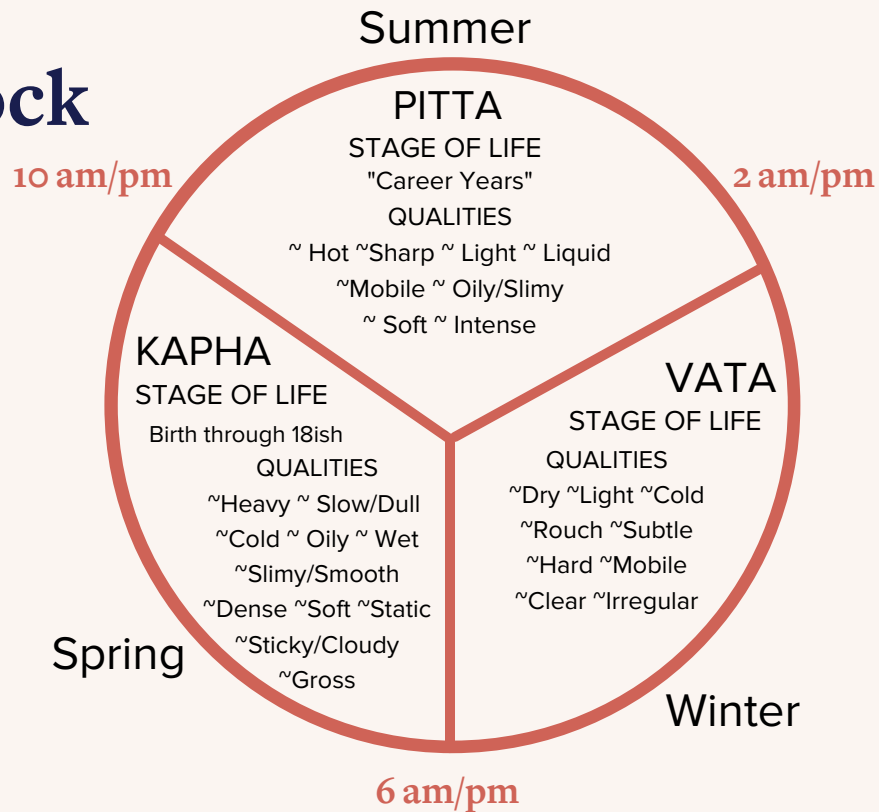 ock
Summer
10 am/pm
2 am/pm
PITTA
STAGE OF LIFE
"Career Years"
QUALITIES
~ Hot ~Sharp ~ Light ~ Liquid
~Mobile ~ Oily/Slimy
~ Soft ~ Intense
KAPHA
STAGE OF LIFE
Birth through 18ish
QUALITIES
~Heavy ~ Slow/Dull
~Cold ~ Oily ~ Wet
~Slimy/Smooth
~Dense ~Soft ~Static
~Sticky/Cloudy
~Gross
VATA
STAGE OF LIFE
QUALITIES
~Dry ~Light ~Cold
~Rouch ~Subtle
~Hard ~Mobile
~Clear ~Irregular
Spring
Winter
6 am/pm